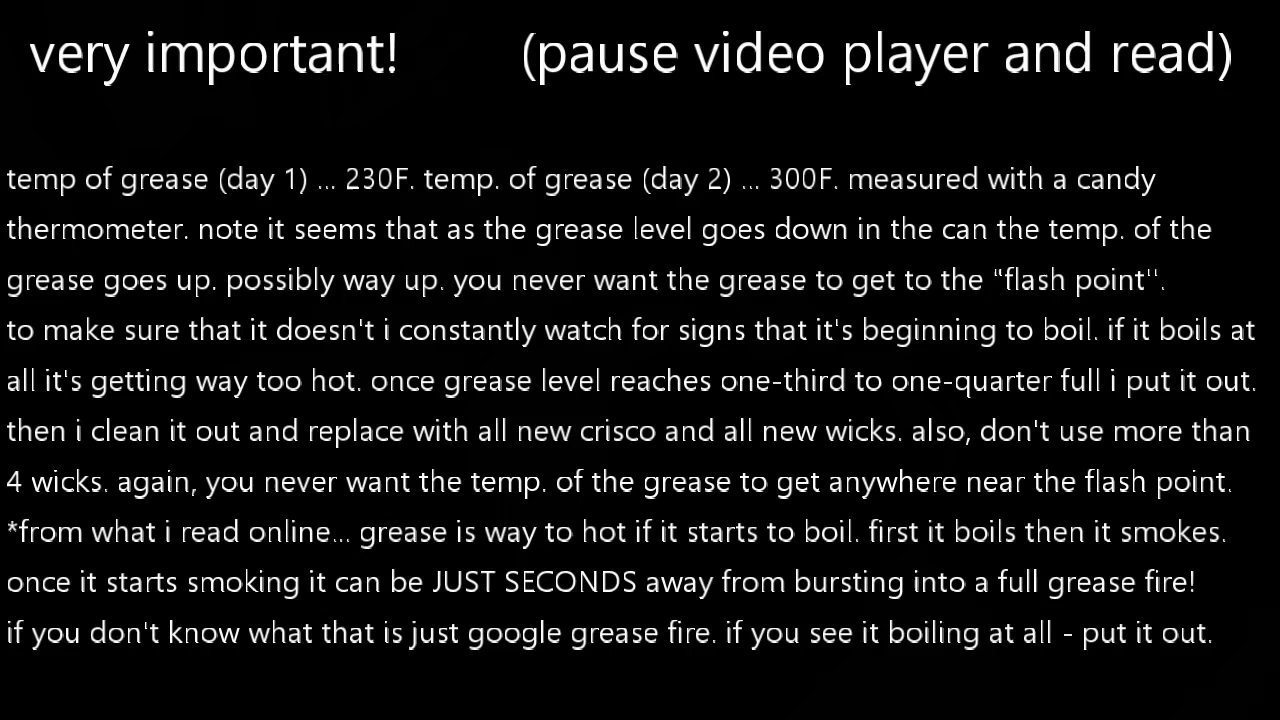 very important! (pause video player and read)
temp of grease (day 1) ... 230F. temp. of grease (day 2) ... 300F. measured with a candy
thermometer. note it seems that as the grease level goes down in the can the temp. of the
grease goes up. possibly way up. you never want the grease to get to the "flash point".
to make sure that it doesn't i constantly watch for signs that it's beginning to boil. if it boils at
all it's getting way too hot. once grease level reaches one-third to one-quarter full i put it out.
then i clean it out and replace with all new crisco and all new wicks. also, don't use more than
4 wicks. again, you never want the temp. of the grease to get anywhere near the flash point.
*from what i read online... grease is way to hot if it starts to boil. first it boils then it smokes.
once it starts smoking it can be JUST SECONDS away from bursting into a full grease fire!
if you don't know what that is just google grease fire. if you see it boiling at all - put it out.